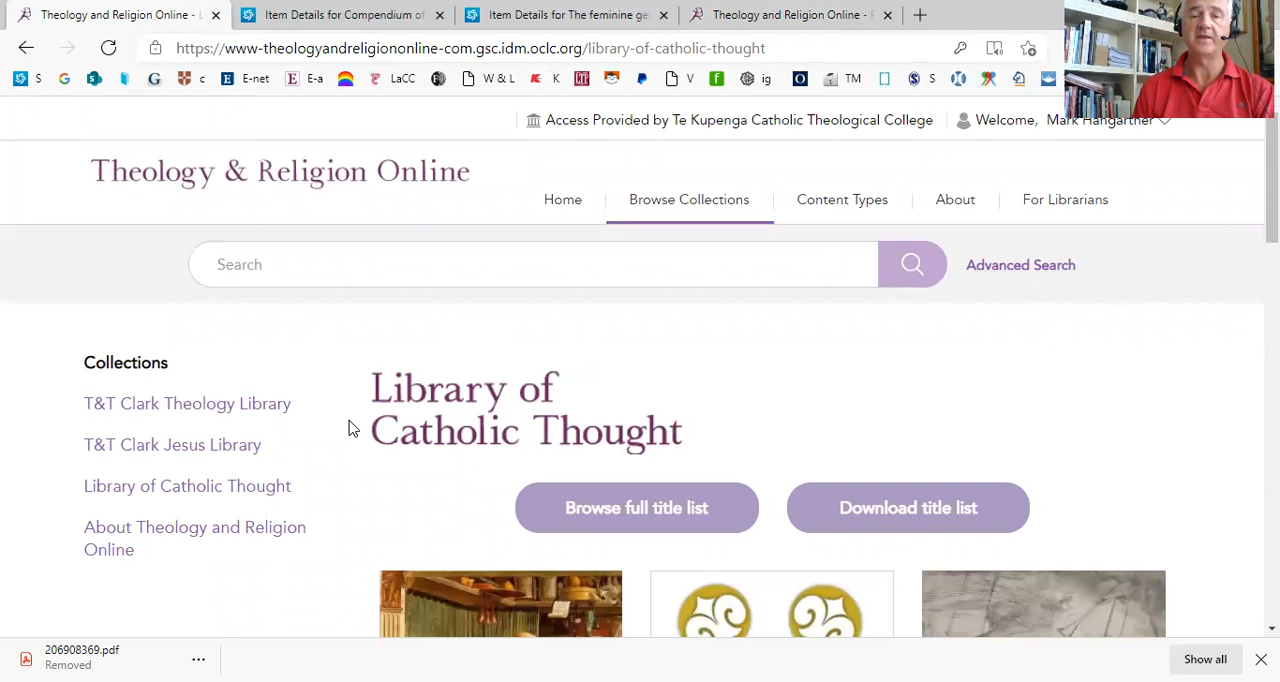 Theology and Religion Online - L
Item Details for Compendium of
Item Details for The feminine ge
Theology and Religion Online -
https://www-theologyandreligiononline-com.gsc.idm.oclc.org/library-of-catholic-thought
S
G
c
E-net
E-a
LaCC
W & L
K
V
ig
TM
S
Access Provided by Te Kupenga Catholic Theological College
Welcome, Mark Hangartner
Theology & Religion Online
Home
Browse Collections
Content Types
About
For Librarians
Search
Advanced Search
Collections
T&T Clark Theology Library
T&T Clark Jesus Library
Library of Catholic Thought
About Theology and Religion
Online
Library of
Catholic Thought
Browse full title list
Download title list
206908369.pdf
Removed
Show all